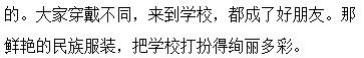 的。大家穿戴不同，来到学校，都成了好朋友。那
鲜艳的民族服装，把学校打扮得绚丽多彩。